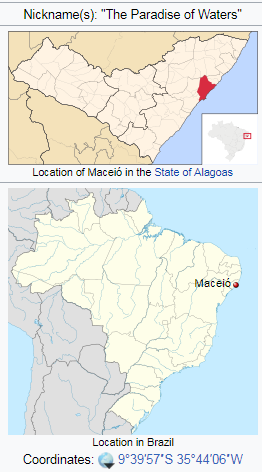 Nickname(s): "The Paradise of Waters"
Location of Maceió in the State of Alagoas
Maceió
Location in Brazil
Coordinates: 9°39′57″S 35°44′06″W